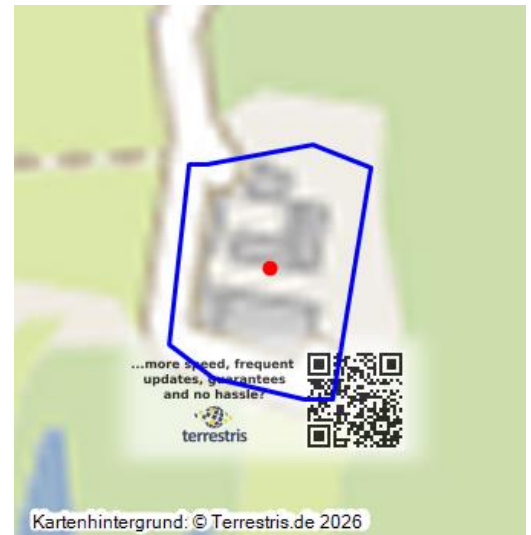 ...more speed, frequent
updates, guarantees
and no hassle?
terrestris
Kartenhintergrund: © Terrestris.de 2026